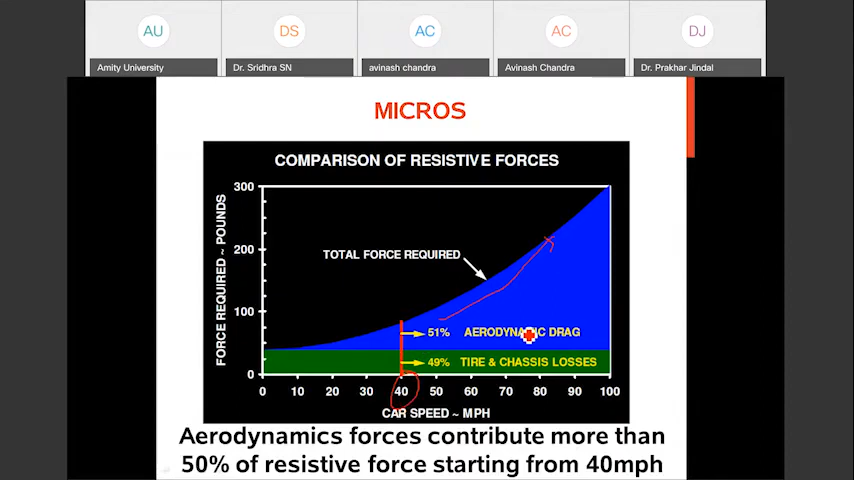 AU DS AC AC DJ
Amity University Dr. Sridhra SN avinash chandra Avinash Chandra Dr. Prakhar Jindal
MICROS
COMPARISON OF RESISTIVE FORCES
FORCE REQUIRED ~ POUNDS
300
200
100
0
TOTAL FORCE REQUIRED
51% AERODYNAMIC DRAG
49% TIRE & CHASSIS LOSSES
0 10 20 30 40 50 60 70 80 90 100
CAR SPEED ~ MPH
Aerodynamics forces contribute more than
50% of resistive force starting from 40mph